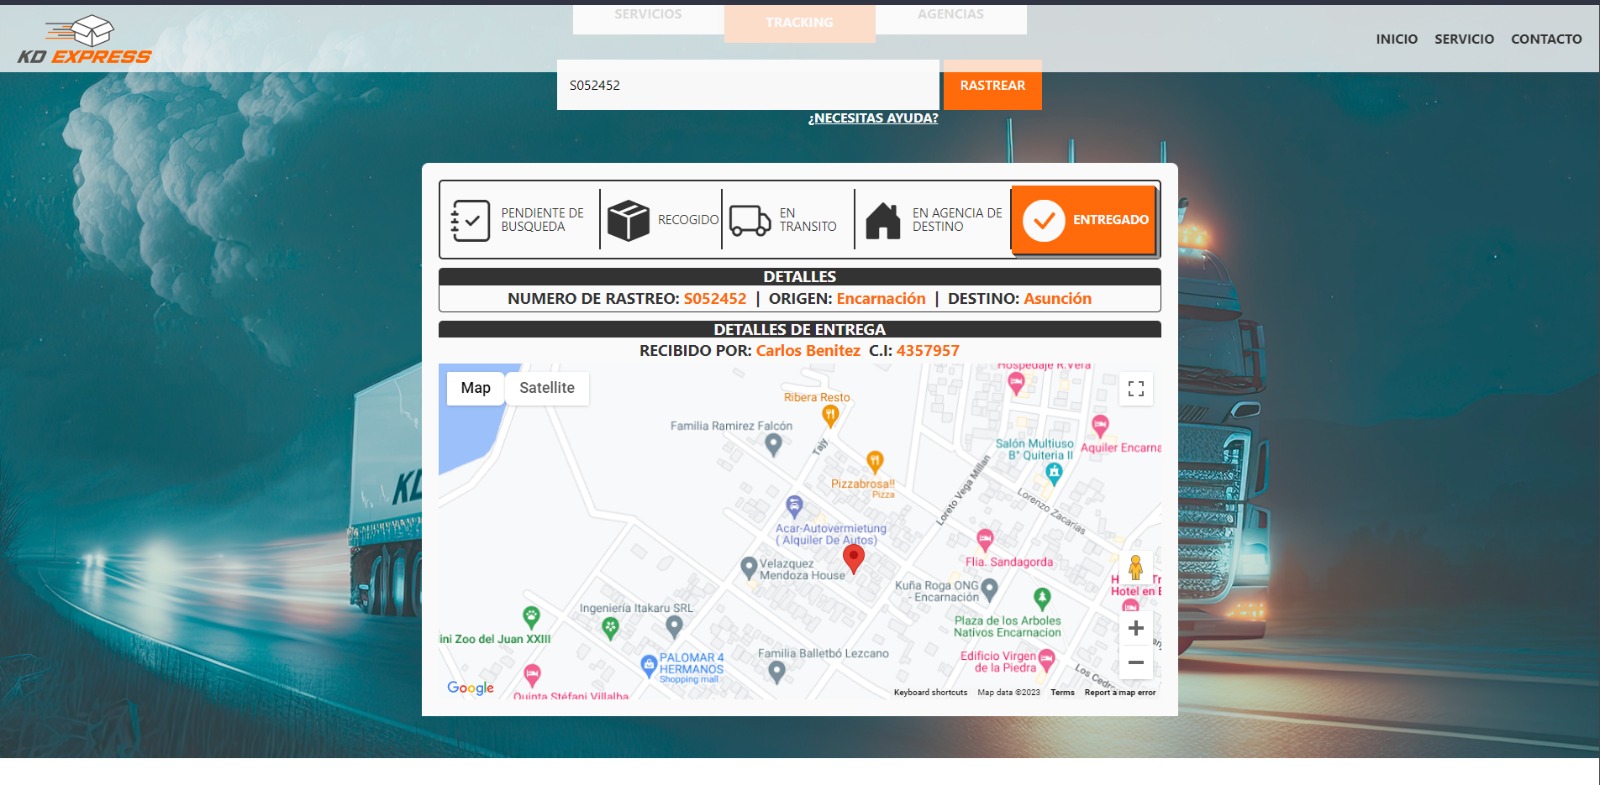 SERVICIOS
TRACKING
AGENCIAS
KD EXPRESS
INICIO
SERVICIO
CONTACTO
S052452
RASTREAR
¿NECESITAS AYUDA?
PENDIENTE DE
BUSQUEDA
RECOGIDO
EN
TRANSITO
EN AGENCIA DE
DESTINO
ENTREGADO
DETALLES
NUMERO DE RASTREO: S052452 | ORIGEN: Encarnación | DESTINO: Asunción
DETALLES DE ENTREGA
RECIBIDO POR: Carlos Benitez C.I: 4357957
Map
Satellite
Hospedaje R.Vera
Ribera Resto
Familia Ramirez Falcón
Tajy
Salón Multiuso
B° Quiteria II
Aquiler Encarna
Pizzabrosa!!
Pizza
Loreto Vega Millan
Lorenzo Zacarias
KD
Acar-Autovermietung
( Alquiler De Autos)
Flia. Sandagorda
Velazquez
Mendoza House
Kuña Roga ONG
- Encarnación
Hotel en E
Ingeniería Itakaru SRL
Plaza de los Arboles
Nativos Encarnacion
ini Zoo del Juan XXIII
Familia Balletbó Lezcano
Edificio Virgen
de la Piedra
PALOMAR 4
HERMANOS
Shopping mall
Los Cedr
Quinta Stéfani Villalba
Google
Keyboard shortcuts
Map data ©2023
Terms
Report a map error